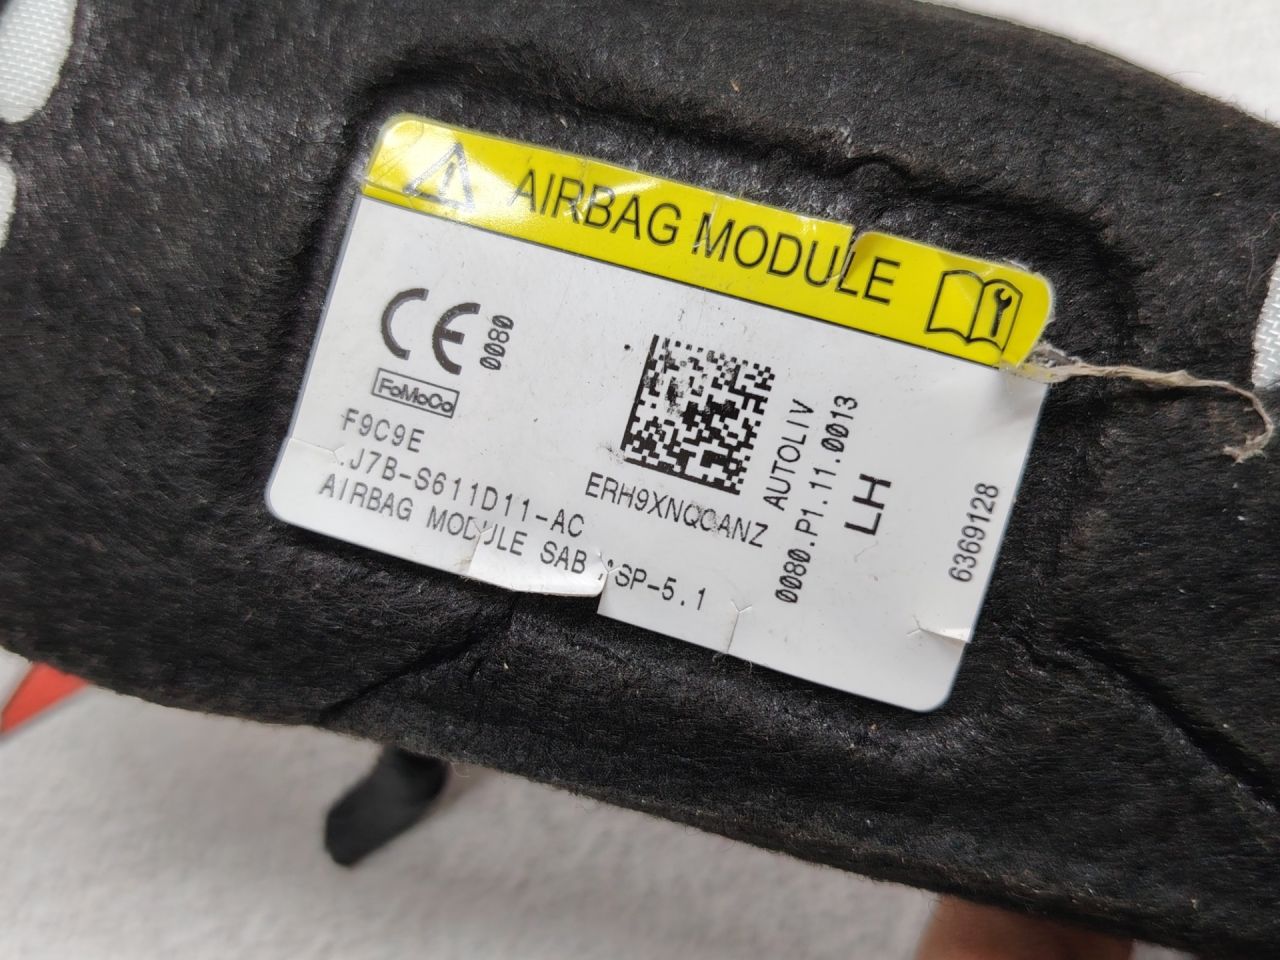 AIRBAG MODULE
CE
0080
FoMoCo
F9C9E
J7B-S611D11-AC
AIRBAG MODULE SAB
SP-5.1
AUTOLIV
0080.P1.11.0013
LH
6369128